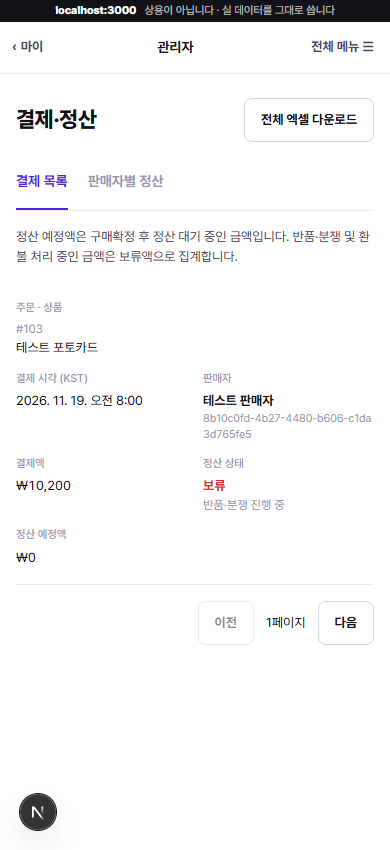 localhost:3000 상용이 아닙니다 · 실 데이터를 그대로 씁니다
‹ 마이 관리자 전체 메뉴 ☰
결제·정산 전체 엑셀 다운로드
결제 목록 판매자별 정산
정산 예정액은 구매확정 후 정산 대기 중인 금액입니다. 반품·분쟁 및 환
불 처리 중인 금액은 보류액으로 집계합니다.
주문 · 상품
#103
테스트 포토카드
결제 시각 (KST) 판매자
2026. 11. 19. 오전 8:00 테스트 판매자
8b10c0fd-4b27-4480-b606-c1da
3d765fe5
결제액 정산 상태
₩10,200 보류
반품·분쟁 진행 중
정산 예정액
₩0
이전 1페이지 다음
N